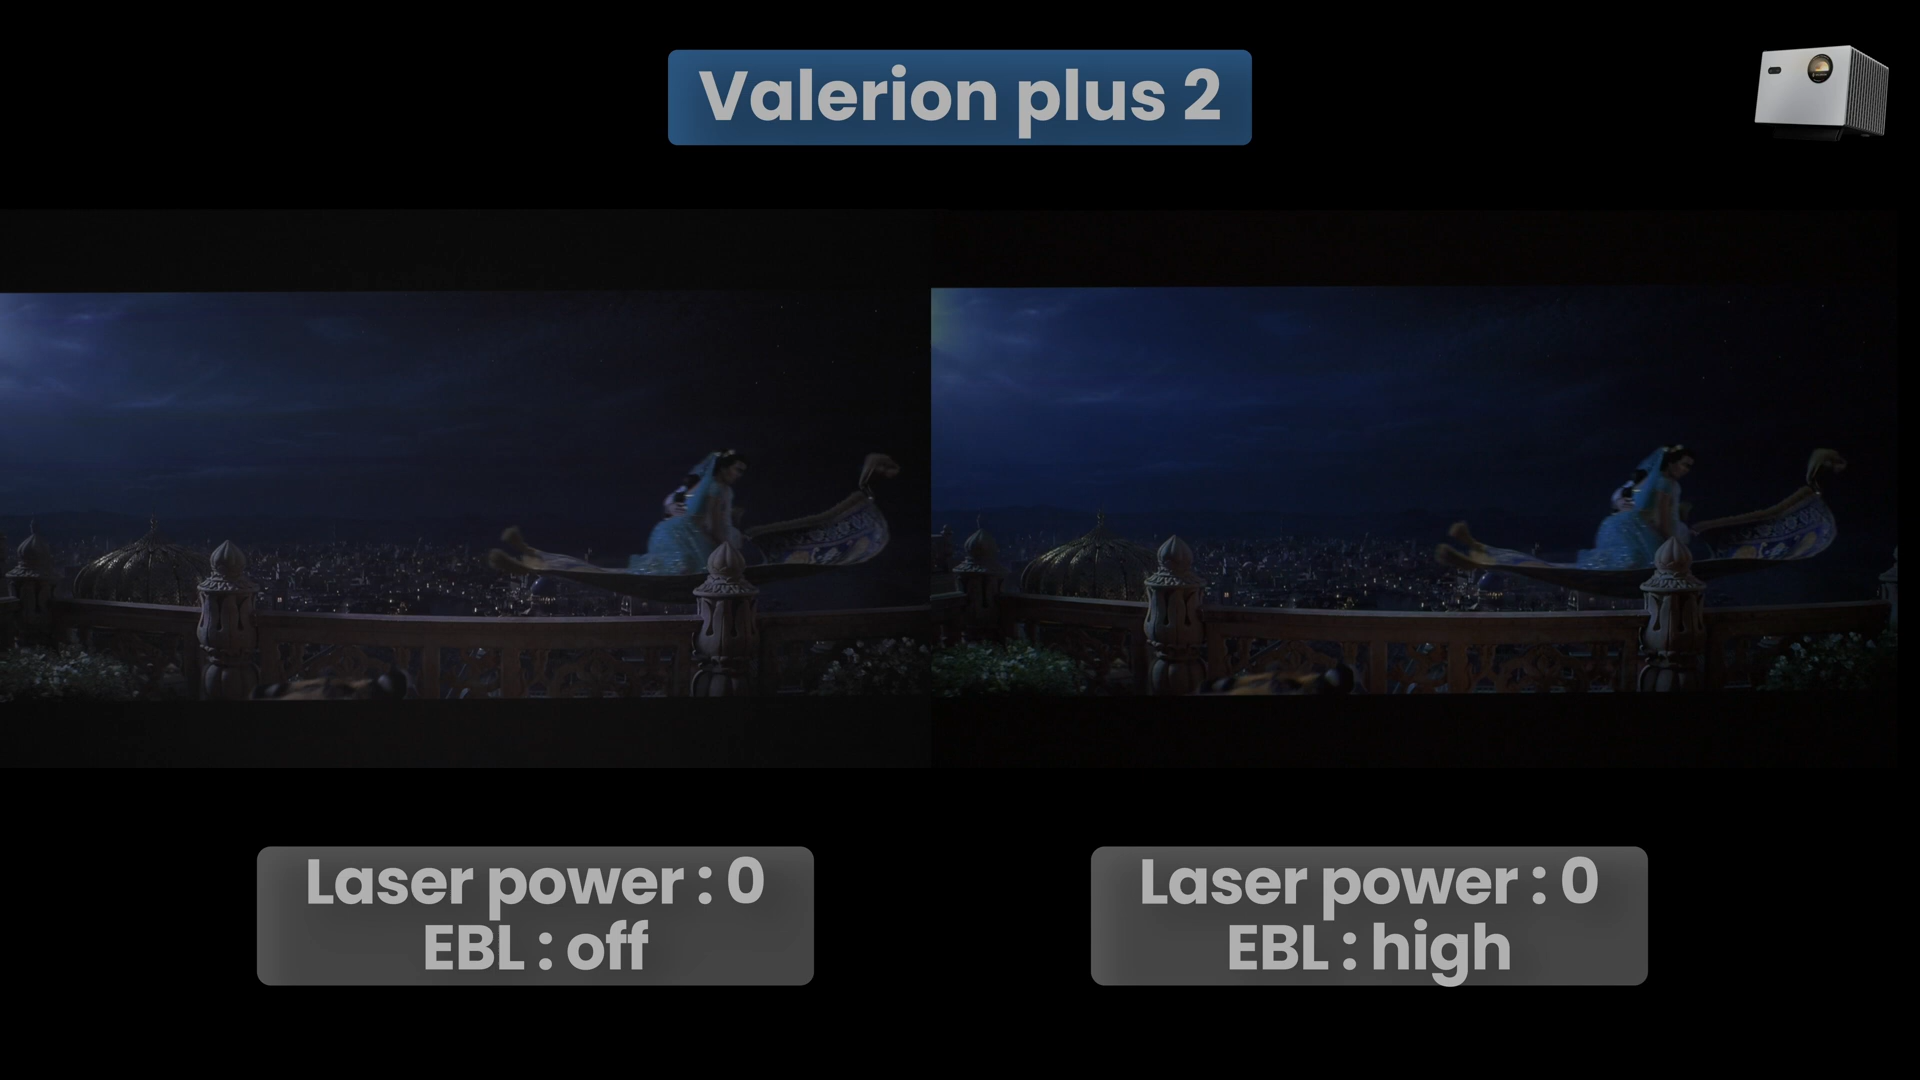 Valerion plus 2
Laser power : 0
EBL : off
Laser power : 0
EBL : high